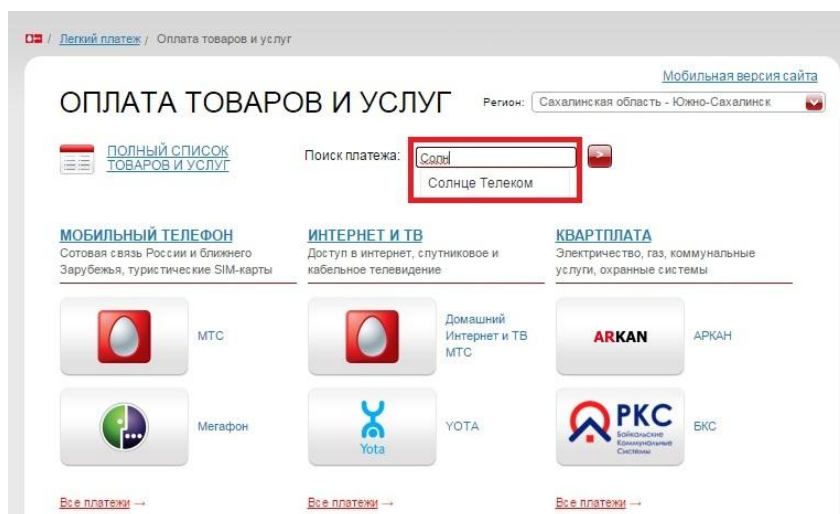 / Легкий платеж / Оплата товаров и услуг
Мобильная версия сайта
ОПЛАТА ТОВАРОВ И УСЛУГ
Регион: Сахалинская область - Южно-Сахалинск
ПОЛНЫЙ СПИСОК
ТОВАРОВ И УСЛУГ
Поиск платежа: Солн
Солнце Телеком
МОБИЛЬНЫЙ ТЕЛЕФОН
Сотовая связь России и ближнего
Зарубежья, туристические SIM-карты
МТС
Мегафон
Все платежи →
ИНТЕРНЕТ И ТВ
Доступ в интернет, спутниковое и
кабельное телевидение
Домашний
Интернет и ТВ
МТС
Yota
YOTA
Все платежи →
КВАРТПЛАТА
Электричество, газ, коммунальные
услуги, охранные системы
ARKAN
АРКАН
РКС
Байкальские
Коммунальные
Системы
БКС
Все платежи →